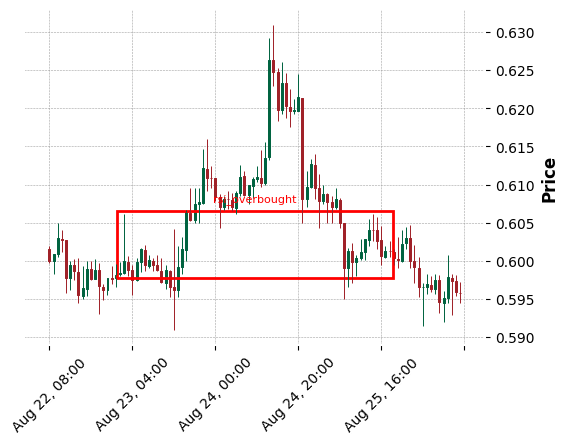 0.630
0.625
0.620
0.615
0.610
0.605
0.600
0.595
0.590
Price
overbought
Aug 22, 08:00
Aug 23, 04:00
Aug 24, 00:00
Aug 24, 20:00
Aug 25, 16:00